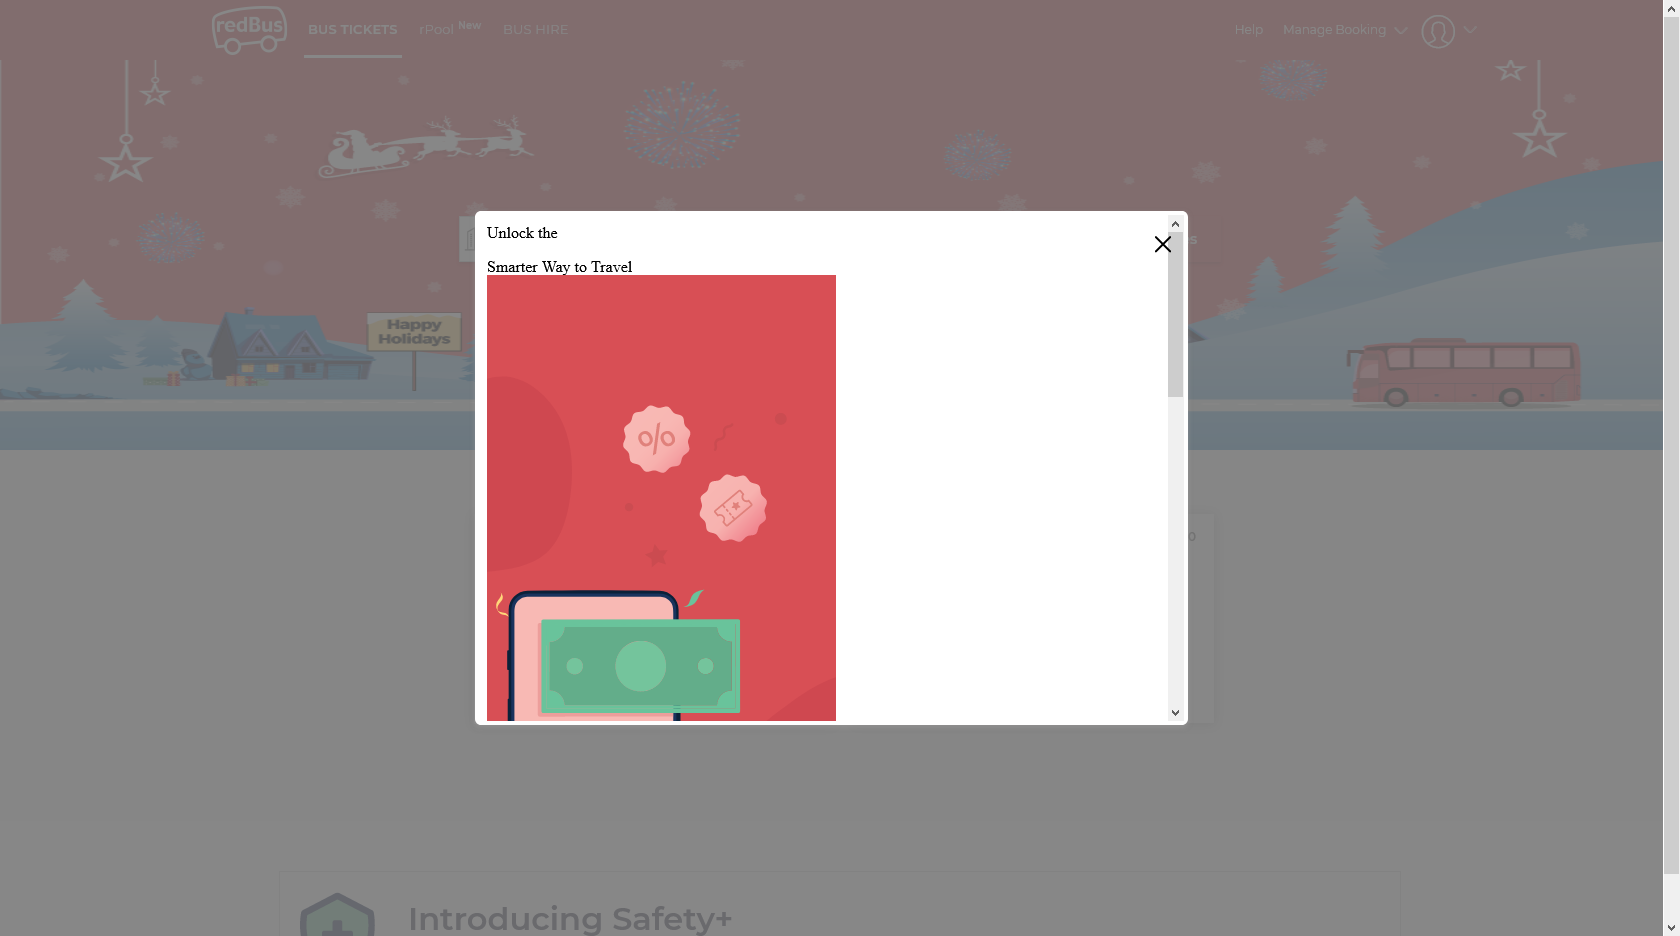 redBus
BUS TICKETS
rPool New
BUS HIRE
Help
Manage Booking
Unlock the
Smarter Way to Travel
Happy
Holidays
Introducing Safety+